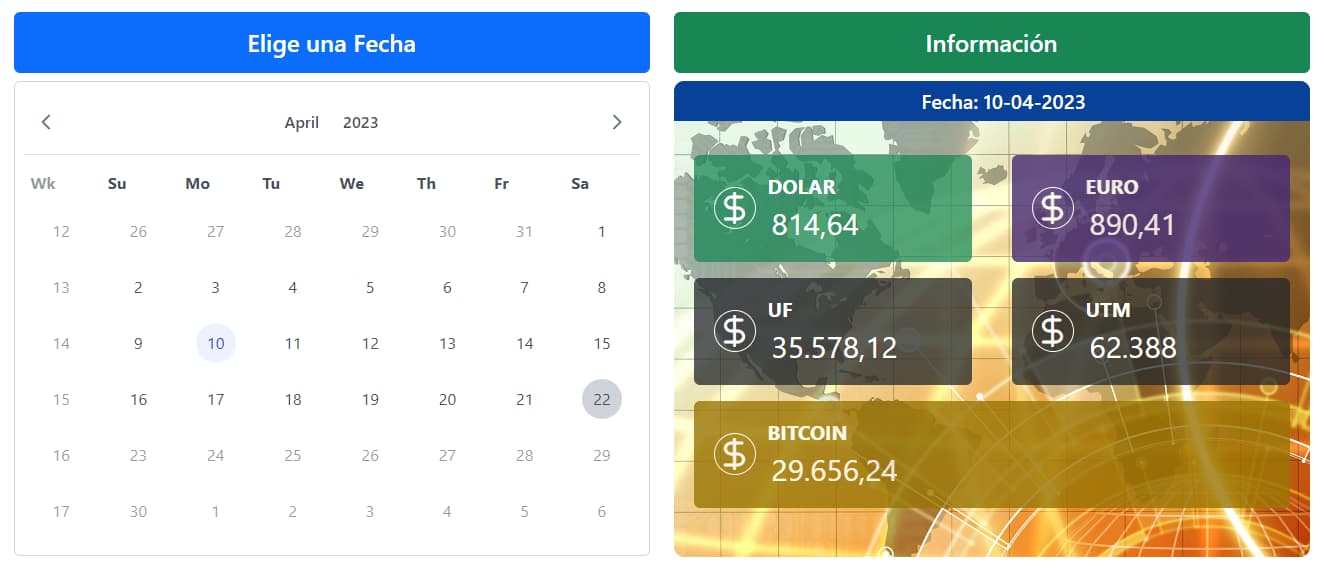 Elige una Fecha
April 2023
Wk Su Mo Tu We Th Fr Sa
12 26 27 28 29 30 31 1
13 2 3 4 5 6 7 8
14 9 10 11 12 13 14 15
15 16 17 18 19 20 21 22
16 23 24 25 26 27 28 29
17 30 1 2 3 4 5 6
Información
Fecha: 10-04-2023
$ DOLAR
814,64
$ EURO
890,41
$ UF
35.578,12
$ UTM
62.388
$ BITCOIN
29.656,24